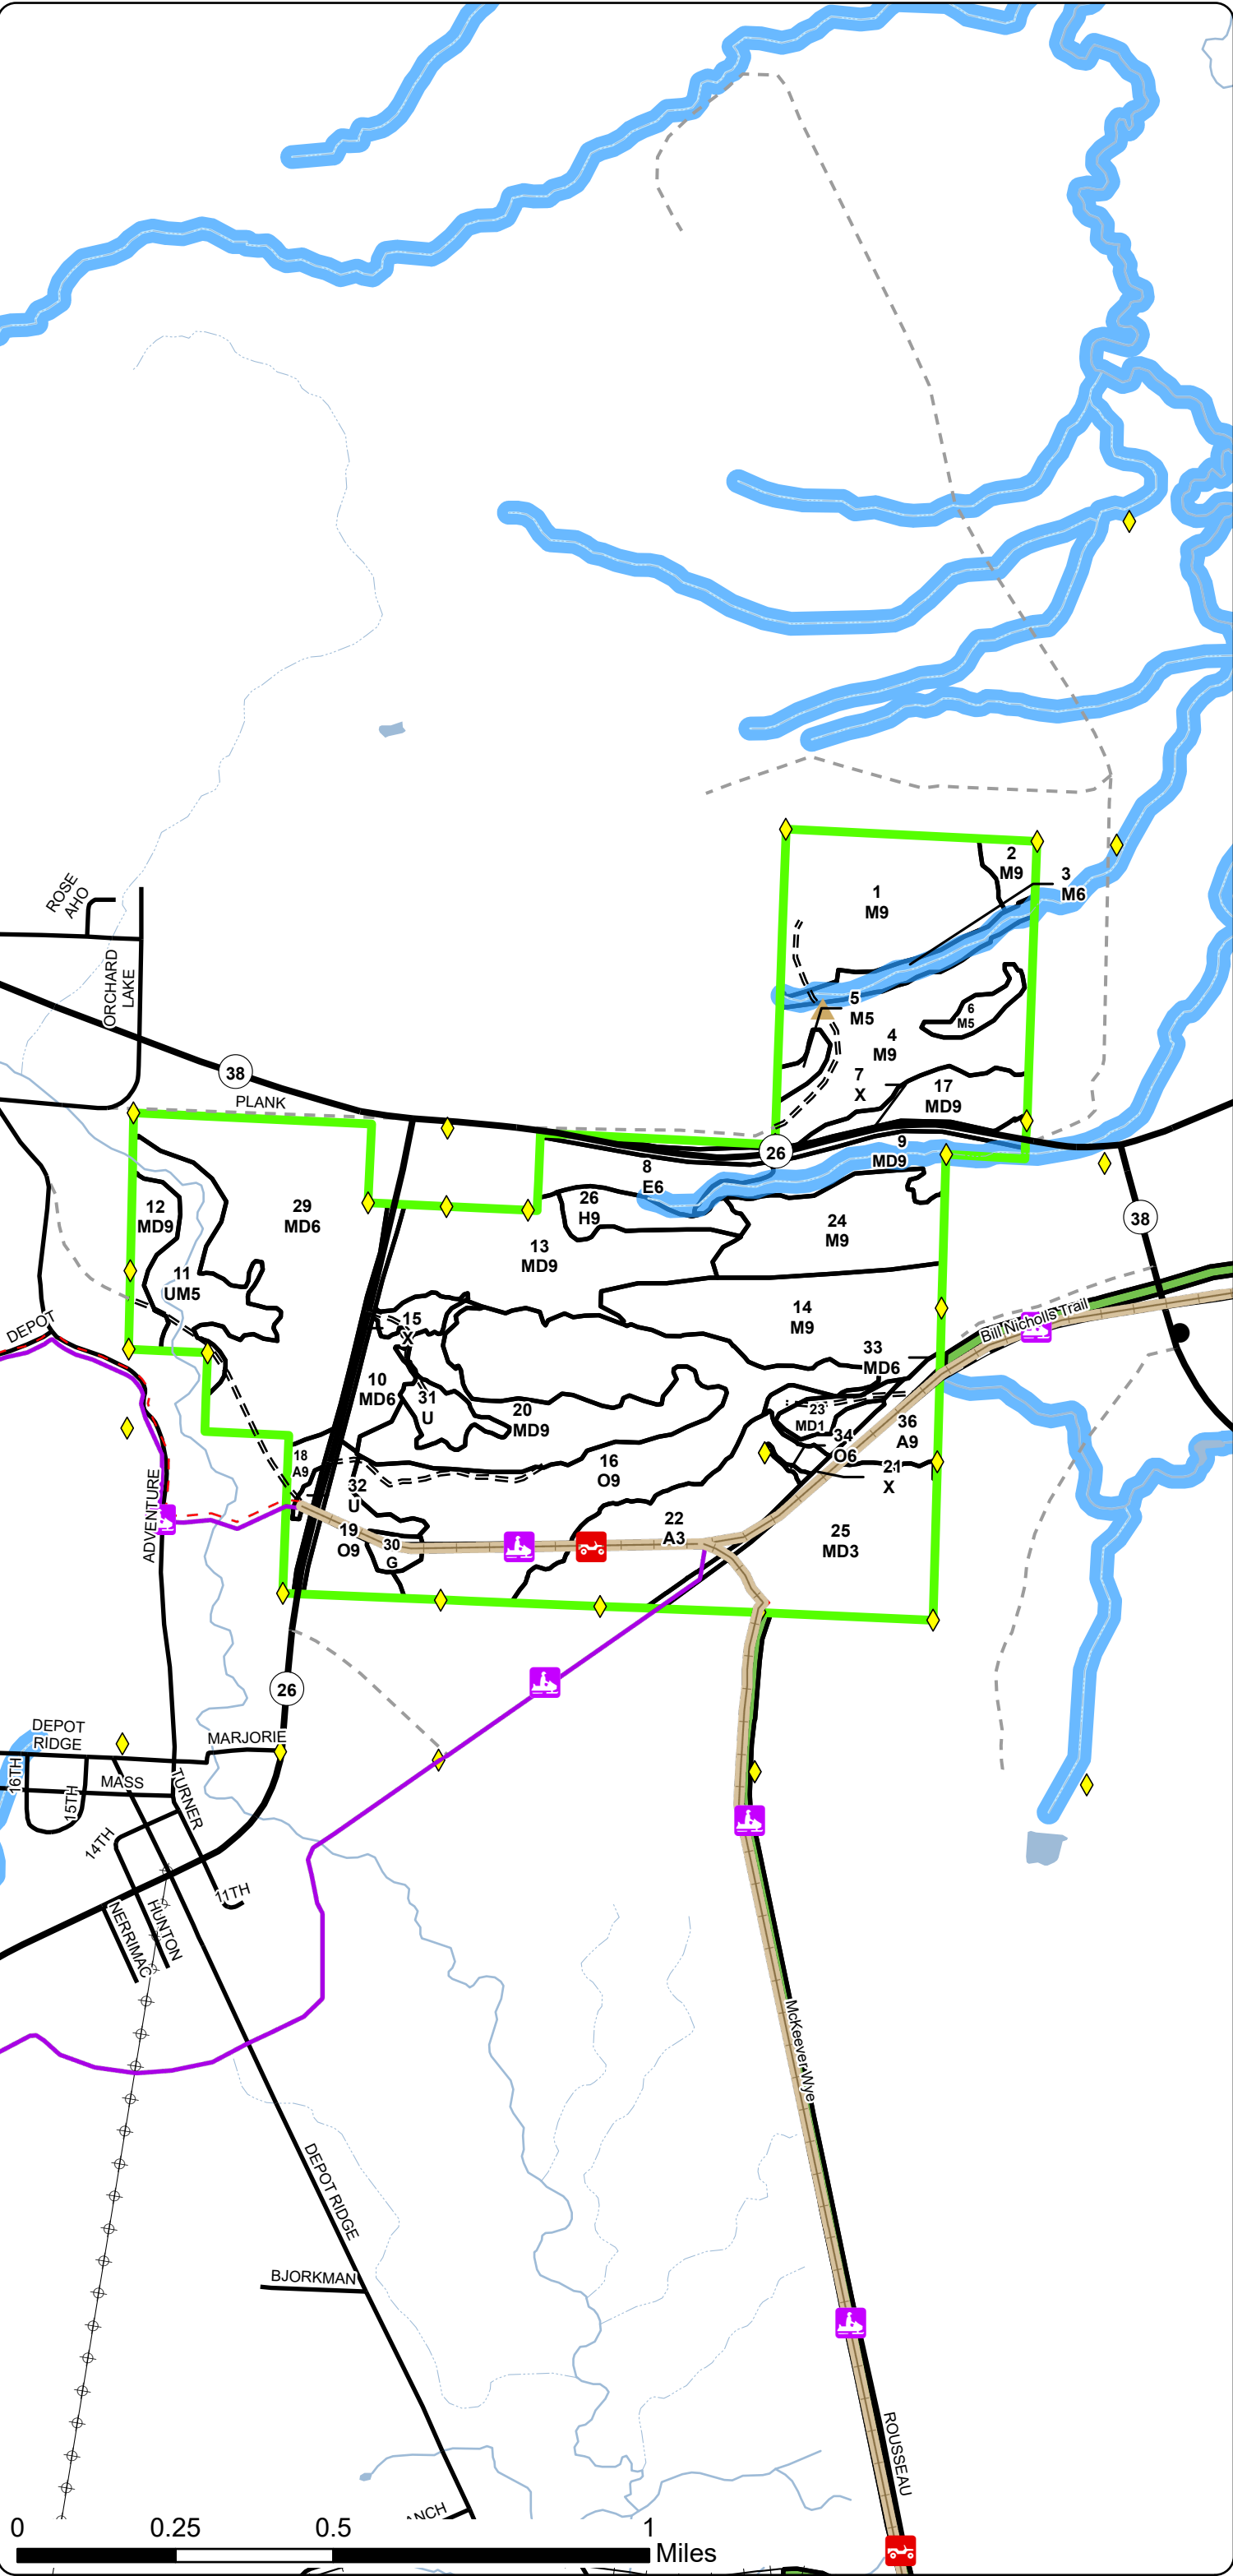 2
M9
3
M6
1
M9
ROSE
AHO
ORCHARD
LAKE
5
M5
6
M5
4
M9
38
7
X
17
MD9
PLANK
26
9
MD9
8
E6
12
MD9
29
MD6
26
H9
24
M9
38
13
MD9
11
UM5
14
M9
Bill Nicholls Trail
DEPOT
15
X
33
MD6
10
MD6
31
U
20
MD9
23
MD1
36
A9
34
O6
18
A9
16
O9
21
X
32
U
ADVENTURE
19
O9
30
G
22
A3
25
MD3
26
DEPOT
RIDGE
MARJORIE
16TH
15TH
MASS
TURNER
14TH
11TH
NERRIMAC
HUNTON
McKeever Wye
DEPOT RIDGE
BJORKMAN
ROUSSEAU
ANCH
0 0.25 0.5 1
Miles